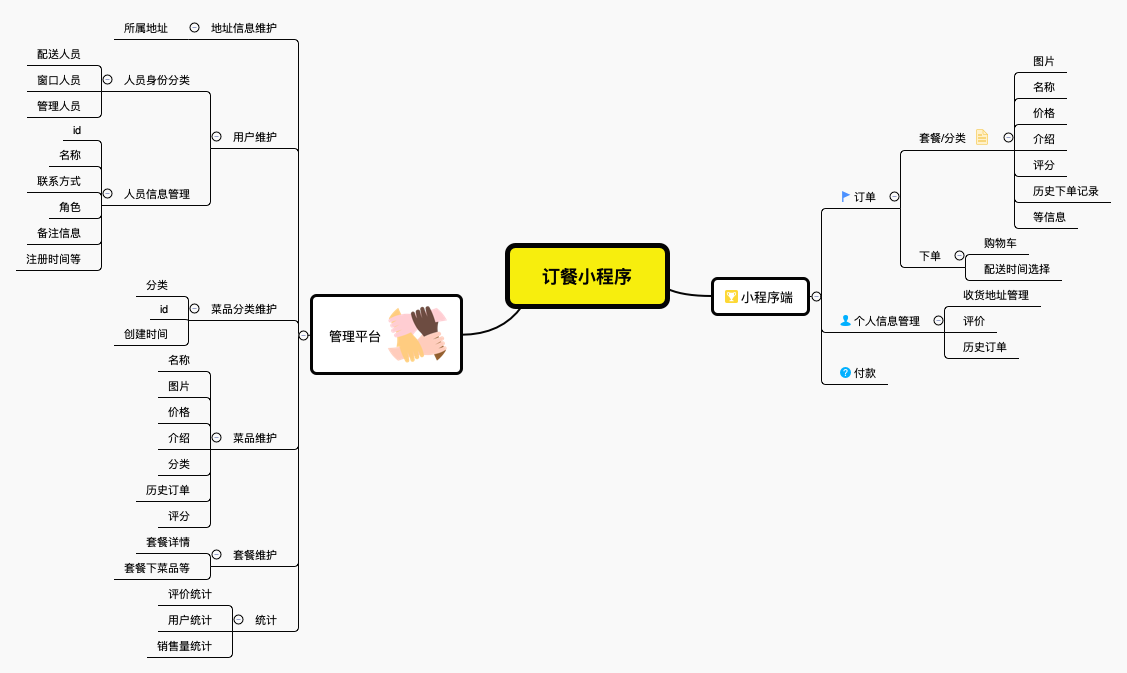 订餐小程序
管理平台
地址信息维护
所属地址
用户维护
人员身份分类
配送人员
窗口人员
管理人员
人员信息管理
id
名称
联系方式
角色
备注信息
注册时间等
菜品分类维护
分类
id
创建时间
菜品维护
名称
图片
价格
介绍
分类
历史订单
评分
套餐维护
套餐详情
套餐下菜品等
统计
评价统计
用户统计
销售量统计
小程序端
订单
套餐/分类
图片
名称
价格
介绍
评分
历史下单记录
等信息
下单
购物车
配送时间选择
个人信息管理
收货地址管理
评价
历史订单
付款